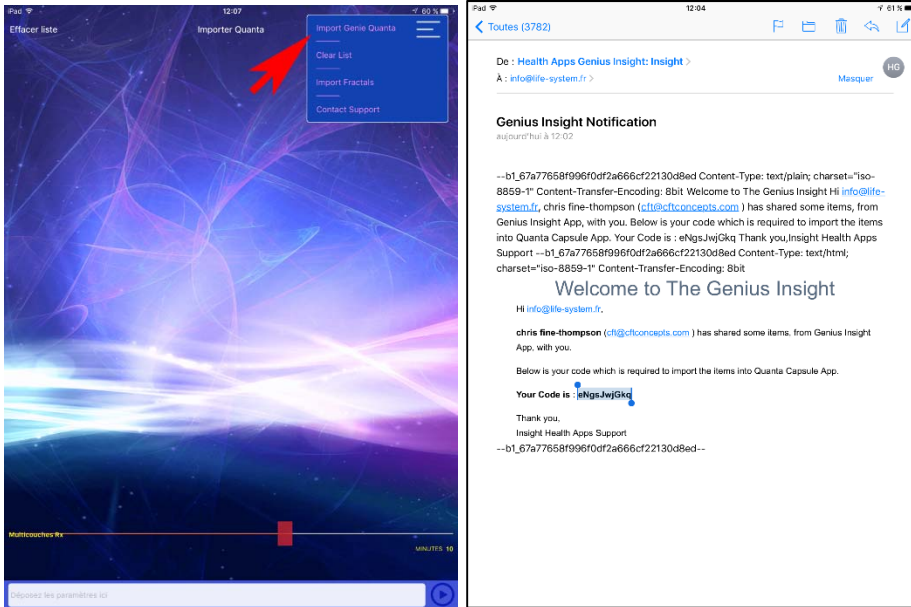 iPad 12:07 60 %
Effacer liste
Importer Quanta
Import Genie Quanta
Clear List
Import Fractals
Contact Support
Multicouches Rx
MINUTES 10
Déposez les paramètres ici
iPad 12:04 61 %
Toutes (3782)
De : Health Apps Genius Insight: Insight
HG
À : info@life-system.fr
Masquer
Genius Insight Notification
aujourd'hui à 12:02
--b1_67a77658f996f0df2a666cf22130d8ed Content-Type: text/plain; charset="iso-
8859-1" Content-Transfer-Encoding: 8bit Welcome to The Genius Insight Hi info@life-
system.fr, chris fine-thompson (cft@cftconcepts.com ) has shared some items, from
Genius Insight App, with you. Below is your code which is required to import the items
into Quanta Capsule App. Your Code is : eNgsJwjGkq Thank you,Insight Health Apps
Support --b1_67a77658f996f0df2a666cf22130d8ed Content-Type: text/html;
charset="iso-8859-1" Content-Transfer-Encoding: 8bit
Welcome to The Genius Insight
Hi info@life-system.fr,
chris fine-thompson (cft@cftconcepts.com ) has shared some items, from Genius Insight
App, with you.
Below is your code which is required to import the items into Quanta Capsule App.
Your Code is : eNgsJwjGkq
Thank you,
Insight Health Apps Support
--b1_67a77658f996f0df2a666cf22130d8ed--